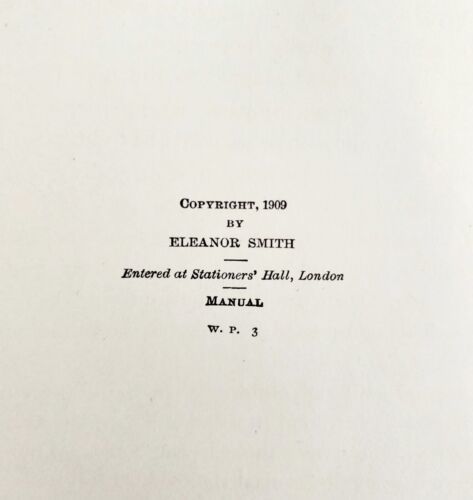 COPYRIGHT, 1909
BY
ELEANOR SMITH
Entered at Stationers' Hall, London
MANUAL
W. P. 3